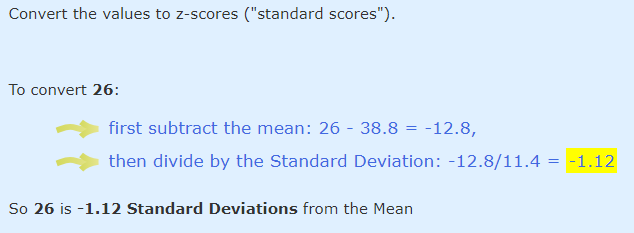 Convert the values to z-scores ("standard scores").
To convert 26:
first subtract the mean: 26 - 38.8 = -12.8,
then divide by the Standard Deviation: -12.8/11.4 = -1.12
So 26 is -1.12 Standard Deviations from the Mean